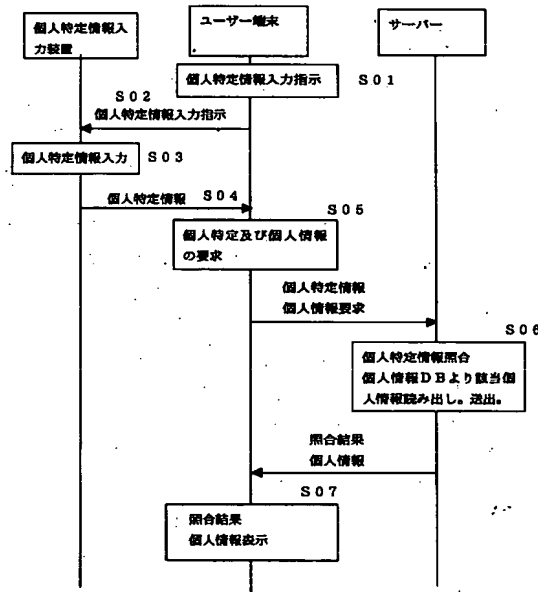 個人特定情報入
力装置
ユーザー端末
サーバー
個人特定情報入力指示
S01
S02
個人特定情報入力指示
個人特定情報入力
S03
個人特定情報
S04
S05
個人特定及び個人情報
の要求
個人特定情報
個人情報要求
S06
個人特定情報照合
個人情報DBより該当個
人情報読み出し。送出。
照合結果
個人情報
S07
照合結果
個人情報表示